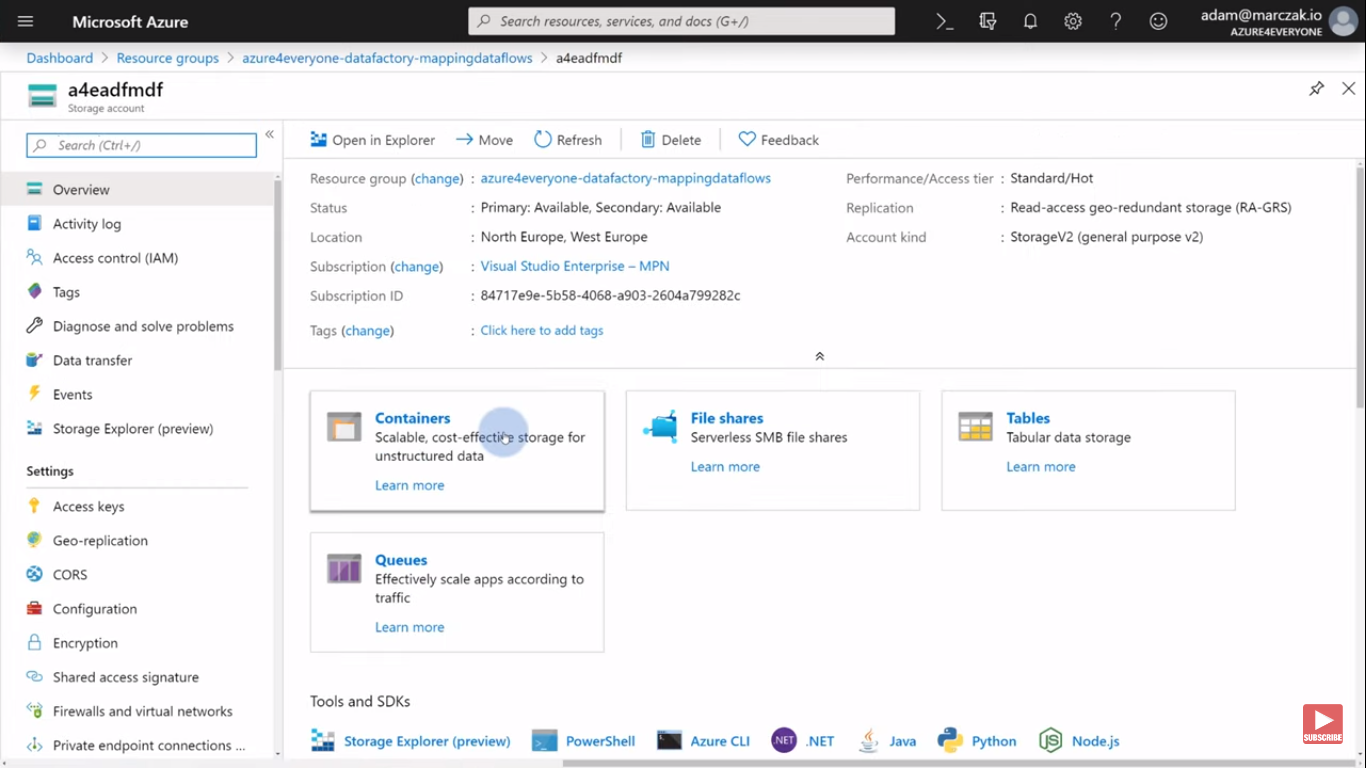 Microsoft Azure
Search resources, services, and docs (G+/)
adam@marczak.io
AZURE4EVERYONE
Dashboard > Resource groups > azure4everyone-datafactory-mappingdataflows > a4eadfmdf
a4eadfmdf
Storage account
Search (Ctrl+/)
«
Overview
Activity log
Access control (IAM)
Tags
Diagnose and solve problems
Data transfer
Events
Storage Explorer (preview)
Settings
Access keys
Geo-replication
CORS
Configuration
Encryption
Shared access signature
Firewalls and virtual networks
Private endpoint connections ...
Open in Explorer Move Refresh Delete Feedback
Resource group (change) : azure4everyone-datafactory-mappingdataflows
Status : Primary: Available, Secondary: Available
Location : North Europe, West Europe
Subscription (change) : Visual Studio Enterprise – MPN
Subscription ID : 84717e9e-5b58-4068-a903-2604a799282c
Tags (change) : Click here to add tags
Performance/Access tier : Standard/Hot
Replication : Read-access geo-redundant storage (RA-GRS)
Account kind : StorageV2 (general purpose v2)
Containers
Scalable, cost-effective storage for
unstructured data
Learn more
File shares
Serverless SMB file shares
Learn more
Tables
Tabular data storage
Learn more
Queues
Effectively scale apps according to
traffic
Learn more
Tools and SDKs
Storage Explorer (preview) PowerShell Azure CLI NET .NET Java Python Node.js
SUBSCRIBE